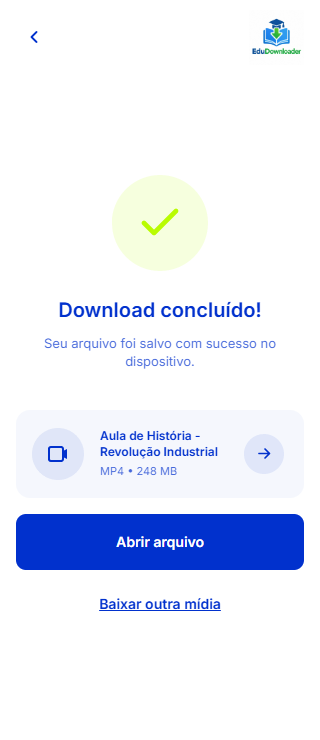 EduDownloader
Download concluído!
Seu arquivo foi salvo com sucesso no
dispositivo.
Aula de História -
Revolução Industrial
MP4 • 248 MB
Abrir arquivo
Baixar outra mídia